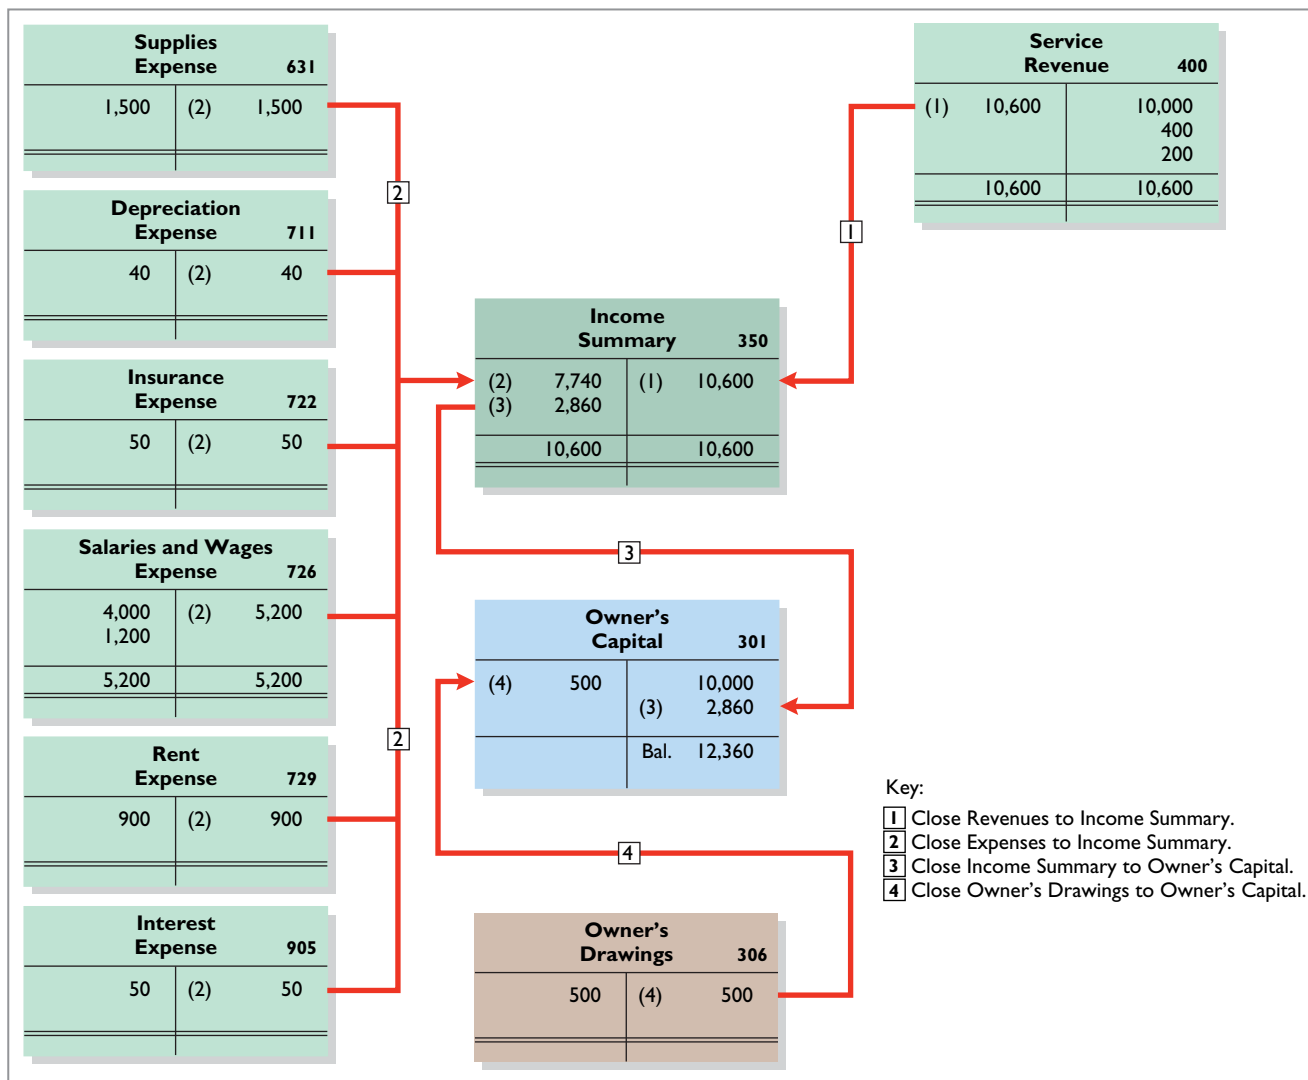 Supplies
Expense 631
1,500 (2) 1,500
Depreciation
Expense 711
40 (2) 40
Insurance
Expense 722
50 (2) 50
Salaries and Wages
Expense 726
4,000 (2) 5,200
1,200
5,200 5,200
Rent
Expense 729
900 (2) 900
Interest
Expense 905
50 (2) 50
2
2
Income
Summary 350
(2) 7,740 (1) 10,600
(3) 2,860
10,600 10,600
3
Owner's
Capital 301
(4) 500 10,000
(3) 2,860
Bal. 12,360
4
Owner's
Drawings 306
500 (4) 500
Service
Revenue 400
(1) 10,600 10,000
400
200
10,600 10,600
1
Key:
1 Close Revenues to Income Summary.
2 Close Expenses to Income Summary.
3 Close Income Summary to Owner's Capital.
4 Close Owner's Drawings to Owner's Capital.